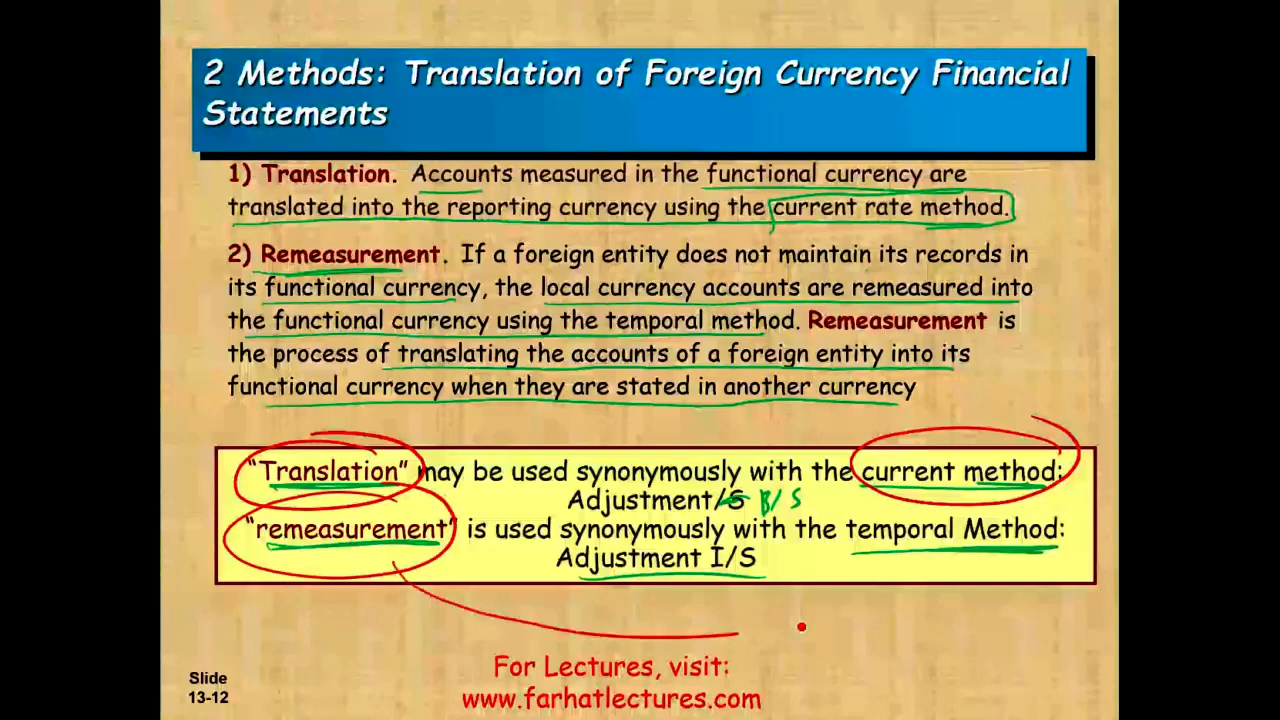 2 Methods: Translation of Foreign Currency Financial
Statements
1) Translation. Accounts measured in the functional currency are
translated into the reporting currency using the current rate method.
2) Remeasurement. If a foreign entity does not maintain its records in
its functional currency, the local currency accounts are remeasured into
the functional currency using the temporal method. Remeasurement is
the process of translating the accounts of a foreign entity into its
functional currency when they are stated in another currency
“Translation” may be used synonymously with the current method:
Adjustment/S B/S
“remeasurement” is used synonymously with the temporal Method:
Adjustment I/S
For Lectures, visit:
www.farhatlectures.com
Slide
13-12